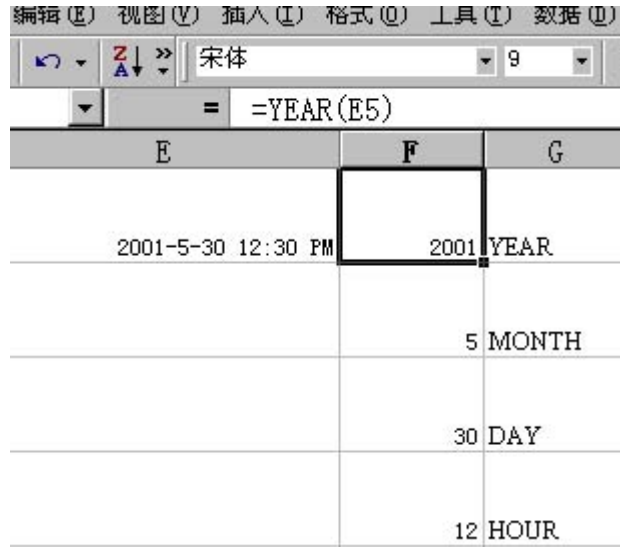 编辑(E) 视图(V) 插入(I) 格式(O) 工具(T) 数据(D)
Z A 宋体 9
= =YEAR(E5)
E F G
2001-5-30 12:30 PM 2001 YEAR
5 MONTH
30 DAY
12 HOUR